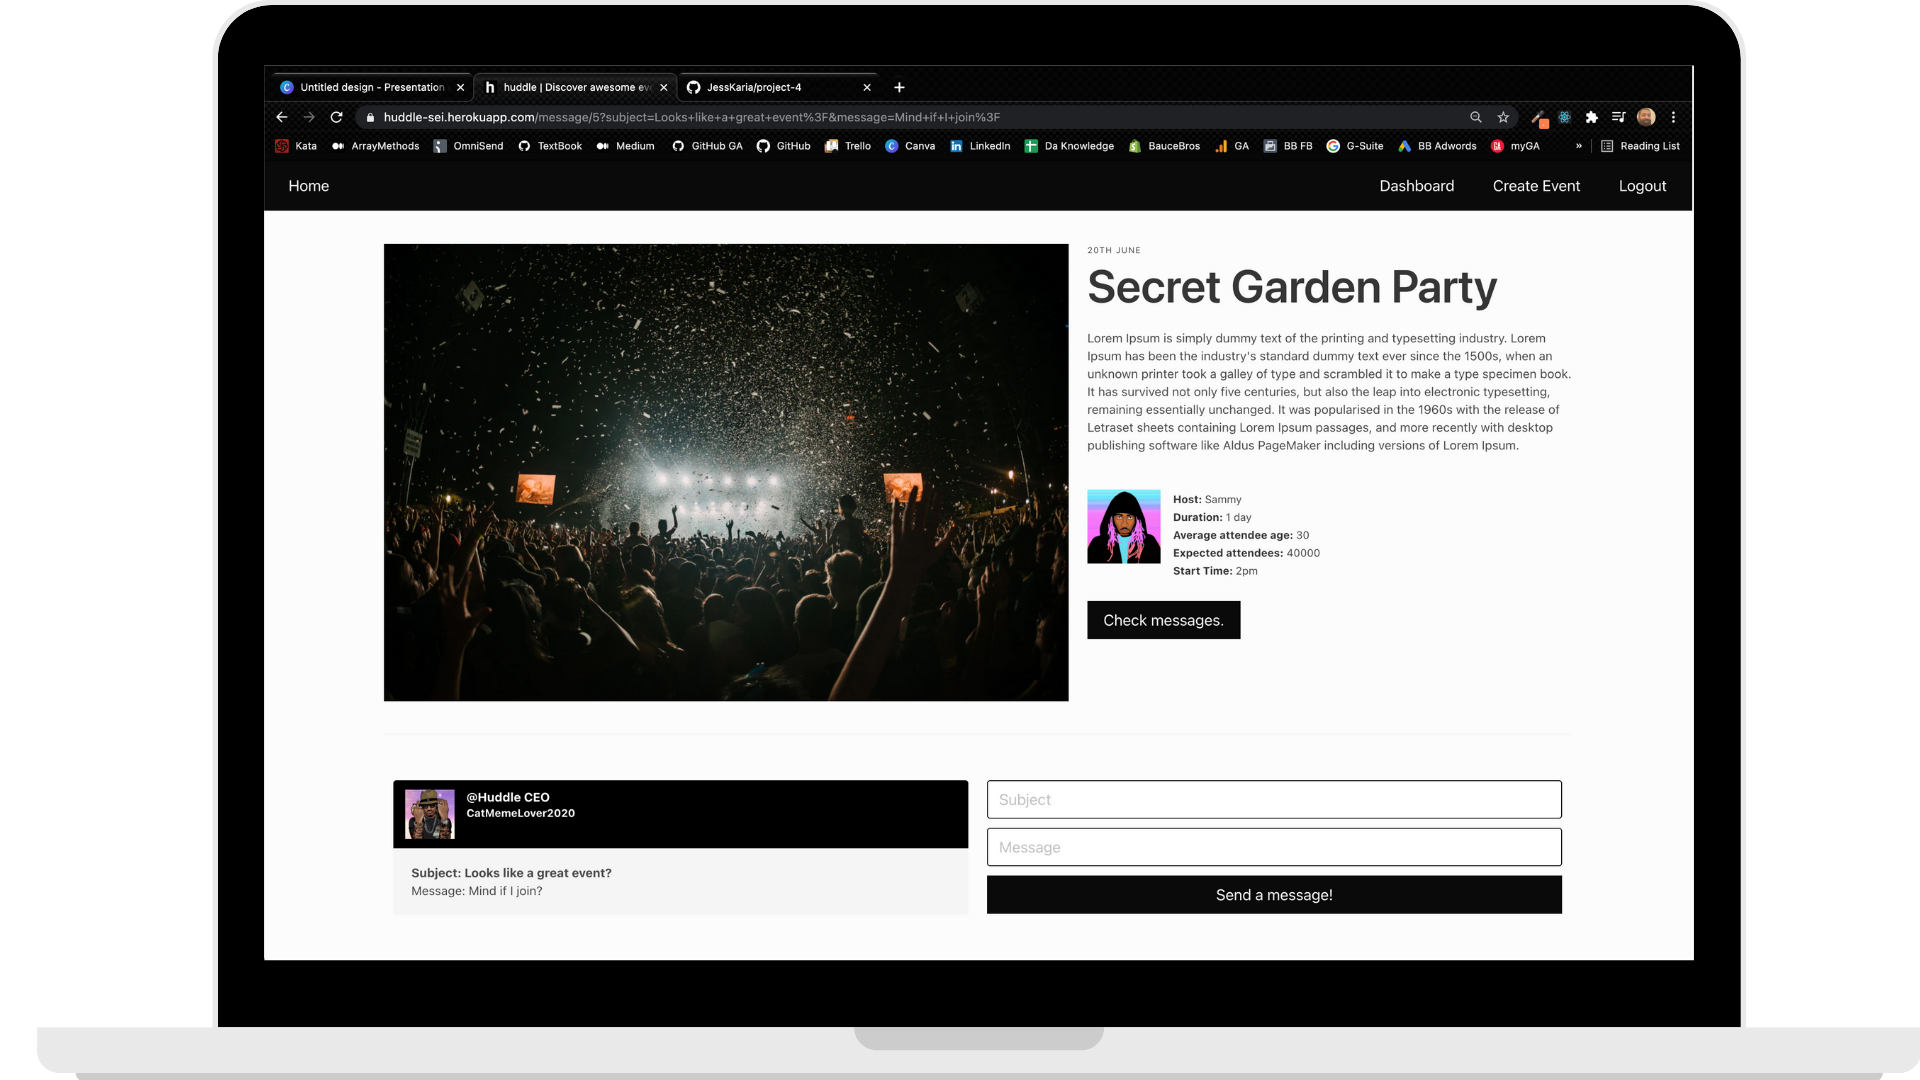 Untitled design - Presentation
huddle | Discover awesome ev
JessKaria/project-4
huddle-sei.herokuapp.com/message/5?subject=Looks+like+a+great+event%3F&message=Mind+if+I+join%3F
Kata ArrayMethods OmniSend TextBook Medium GitHub GA GitHub Trello Canva LinkedIn Da Knowledge BauceBros GA BB FB G-Suite BB Adwords myGA » Reading List
Home Dashboard Create Event Logout
20TH JUNE
Secret Garden Party
Lorem Ipsum is simply dummy text of the printing and typesetting industry. Lorem
Ipsum has been the industry's standard dummy text ever since the 1500s, when an
unknown printer took a galley of type and scrambled it to make a type specimen book.
It has survived not only five centuries, but also the leap into electronic typesetting,
remaining essentially unchanged. It was popularised in the 1960s with the release of
Letraset sheets containing Lorem Ipsum passages, and more recently with desktop
publishing software like Aldus PageMaker including versions of Lorem Ipsum.
Host: Sammy
Duration: 1 day
Average attendee age: 30
Expected attendees: 40000
Start Time: 2pm
Check messages.
@Huddle CEO
CatMemeLover2020
Subject: Looks like a great event?
Message: Mind if I join?
Subject
Message
Send a message!